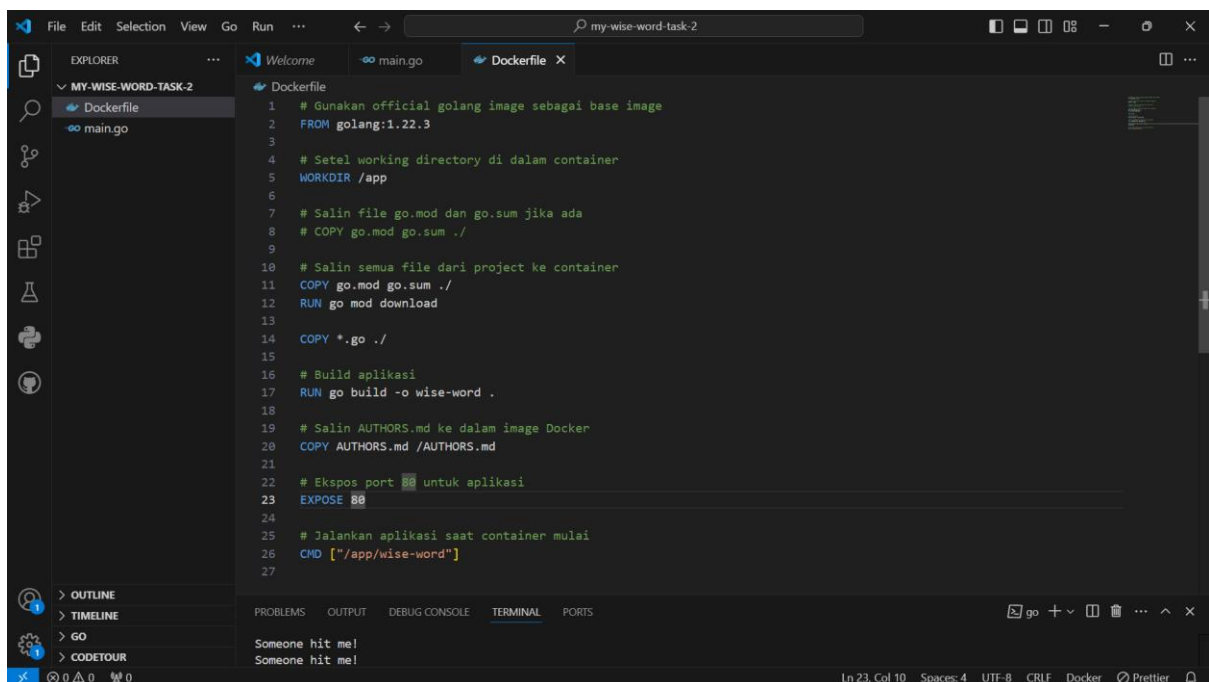 File Edit Selection View Go Run ··· ← → my-wise-word-task-2
EXPLORER ···
Welcome main.go Dockerfile ×
MY-WISE-WORD-TASK-2
Dockerfile
main.go
Dockerfile
1 # Gunakan official golang image sebagai base image
2 FROM golang:1.22.3
3
4 # Setel working directory di dalam container
5 WORKDIR /app
6
7 # Salin file go.mod dan go.sum jika ada
8 # COPY go.mod go.sum ./
9
10 # Salin semua file dari project ke container
11 COPY go.mod go.sum ./
12 RUN go mod download
13
14 COPY *.go ./
15
16 # Build aplikasi
17 RUN go build -o wise-word .
18
19 # Salin AUTHORS.md ke dalam image Docker
20 COPY AUTHORS.md /AUTHORS.md
21
22 # Ekspos port 80 untuk aplikasi
23 EXPOSE 80
24
25 # Jalankan aplikasi saat container mulai
26 CMD ["/app/wise-word"]
27
> OUTLINE
> TIMELINE
> GO
> CODETOUR
1
1
PROBLEMS OUTPUT DEBUG CONSOLE TERMINAL PORTS go
Someone hit me!
Someone hit me!
0 0 0 Ln 23, Col 10 Spaces: 4 UTF-8 CRLF Docker Prettier